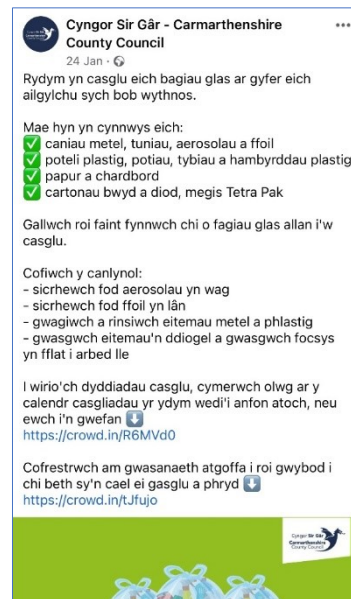 Cyngor Sir Gâr - Carmarthenshire
County Council
24 Jan
Rydym yn casglu eich bagiau glas ar gyfer eich
ailgylchu sych bob wythnos.
Mae hyn yn cynnwys eich:
✅ caniau metel, tuniau, aerosolau a ffoil
✅ poteli plastig, potiau, tybiau a hambyrddau plastig
✅ papur a chardbord
✅ cartonau bwyd a diod, megis Tetra Pak
Gallwch roi faint fynnwch chi o fagiau glas allan i'w
casglu.
Cofiwch y canlynol:
- sicrhewch fod aerosolau yn wag
- sicrhewch fod ffoil yn lân
- gwagiwch a rinsiwch eitemau metel a phlastig
- gwasgwch eitemau'n ddiogel a gwasgwch focsys
yn fflat i arbed lle
I wirio'ch dyddiadau casglu, cymerwch olwg ar y
calendr casgliadau yr ydym wedi'i anfon atoch, neu
ewch i'n gwefan ⬇️
https://crowd.in/R6MVd0
Cofrestrwch am gwasanaeth atgoffa i roi gwybod i
chi beth sy'n cael ei gasglu a phryd ⬇️
https://crowd.in/tJfujo
Cyngor Sir Gâr
Carmarthenshire
County Council